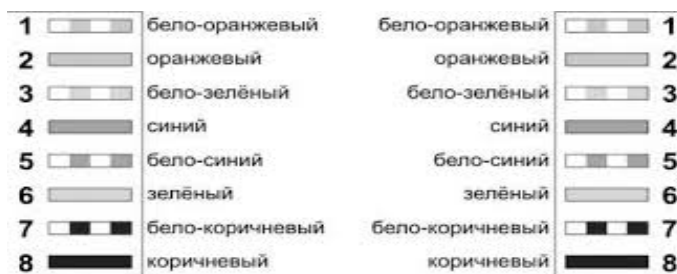 1 бело-оранжевый бело-оранжевый 1
2 оранжевый оранжевый 2
3 бело-зелёный бело-зелёный 3
4 синий синий 4
5 бело-синий бело-синий 5
6 зелёный зелёный 6
7 бело-коричневый бело-коричневый 7
8 коричневый коричневый 8